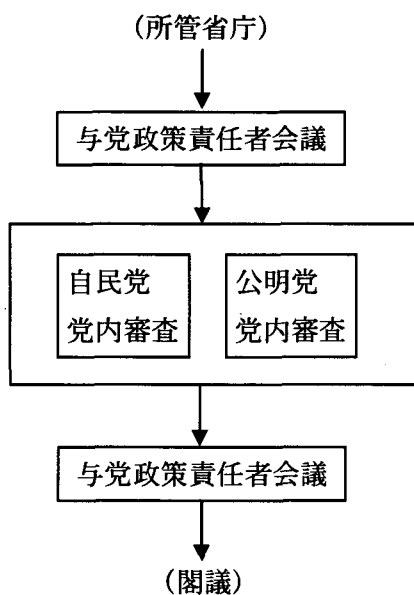 (所管省庁)
与党政策責任者会議
自民党
党内審査
公明党
党内審査
与党政策責任者会議
(閣議)